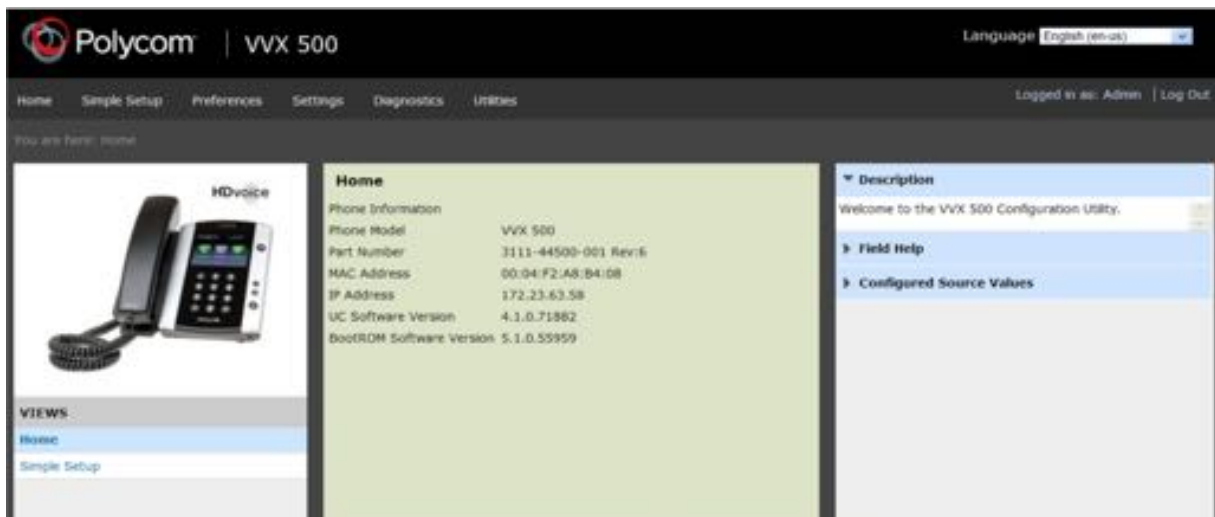 Polycom | VVX 500
Language English (en-us)
Home Simple Setup Preferences Settings Diagnostics Utilities
Logged in as: Admin | Log Out
You are here: Home
HDvoice
VIEWS
Home
Simple Setup
Home
Phone Information
Phone Model VVX 500
Part Number 3111-44500-001 Rev:6
MAC Address 00:04:F2:A8:B4:08
IP Address 172.23.63.58
UC Software Version 4.1.0.71882
BootROM Software Version 5.1.0.55959
Description
Welcome to the VVX 500 Configuration Utility.
Field Help
Configured Source Values